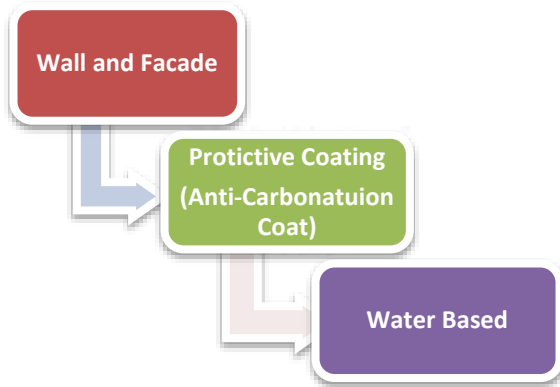 Wall and Facade
Protictive Coating
(Anti-Carbonatuion
Coat)
Water Based